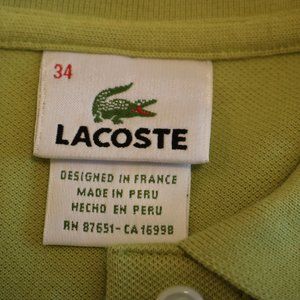 34
LACOSTE
DESIGNED IN FRANCE
MADE IN PERU
HECHO EN PERU
RN 87651-CA 16998